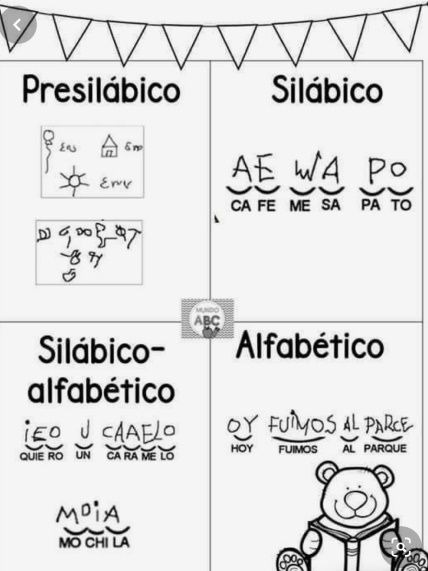 Presilábico
Silábico
AE PO
CA FE ME SA PA TO
MUNDO
ABC
Silábico-
alfabético
iEO U CAAELO
QUIE RO UN CA RA ME LO
MOiA
MO CHI LA
Alfabético
OY FUiMOS AL PARCE
HOY FUIMOS AL PARQUE